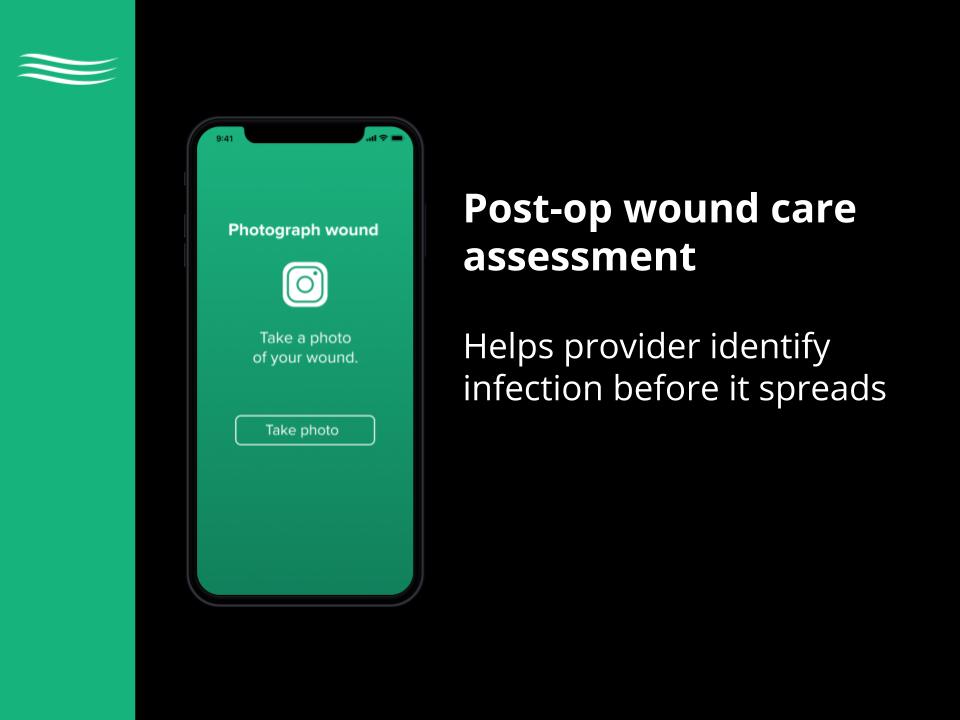 9:41
Photograph wound
Take a photo
of your wound.
Take photo
Post-op wound care
assessment
Helps provider identify
infection before it spreads